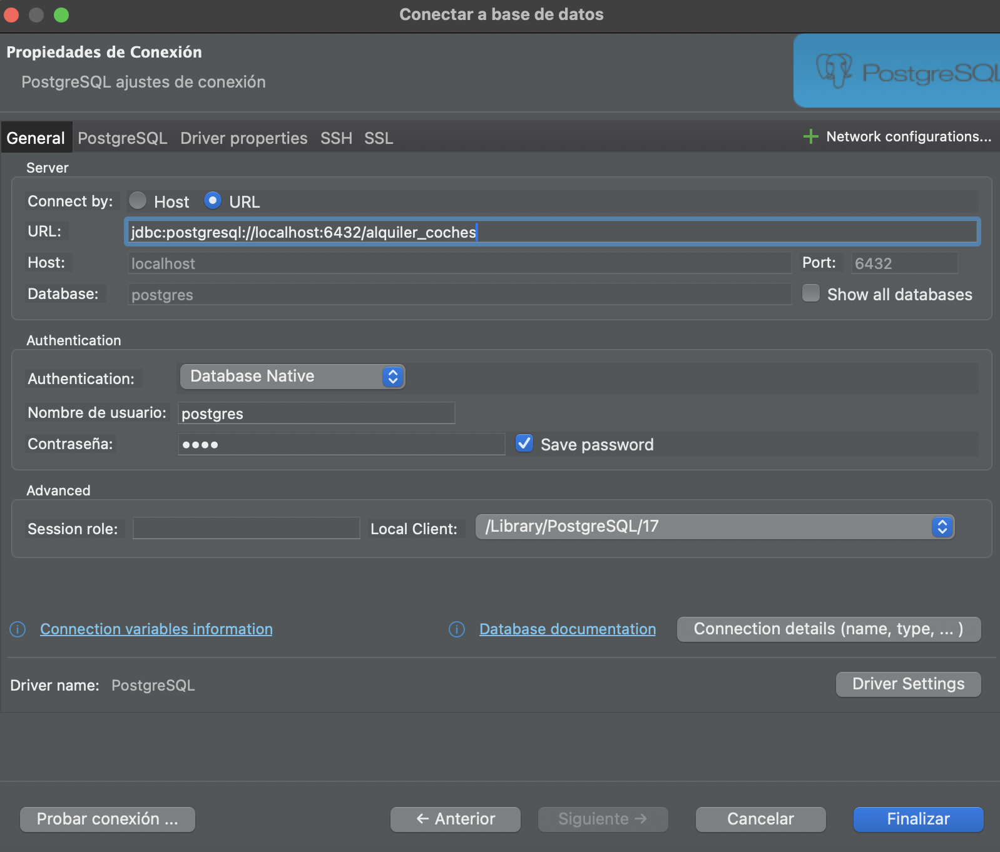 Conectar a base de datos
Propiedades de Conexión
PostgreSQL ajustes de conexión
PostgreSQL
General PostgreSQL Driver properties SSH SSL Network configurations...
Server
Connect by: Host URL
URL: jdbc:postgresql://localhost:6432/alquiler_coches
Host: localhost Port: 6432
Database: postgres Show all databases
Authentication
Authentication: Database Native
Nombre de usuario: postgres
Contraseña: •••• Save password
Advanced
Session role: Local Client: /Library/PostgreSQL/17
Connection variables information Database documentation Connection details (name, type, ... )
Driver name: PostgreSQL Driver Settings
Probar conexión ... ← Anterior Siguiente → Cancelar Finalizar